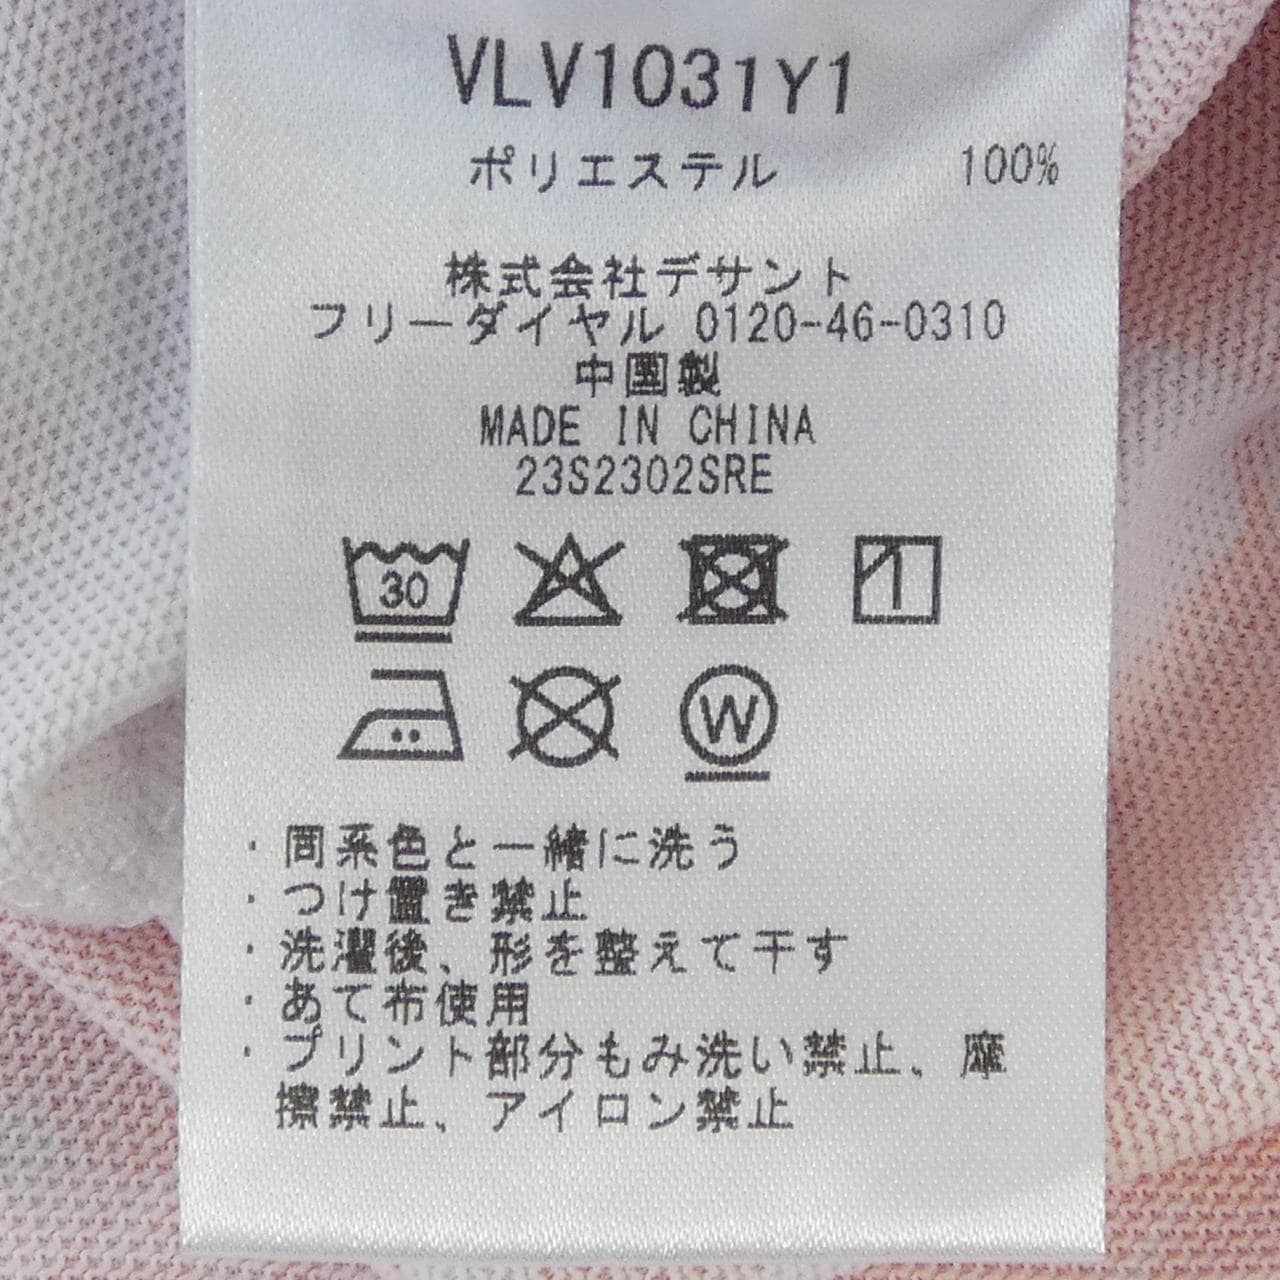 VLV1031Y1
ポリエステル 100%
株式会社デサント
フリーダイヤル 0120-46-0310
中国製
MADE IN CHINA
23S2302SRE
30
W
・同系色と一緒に洗う
・つけ置き禁止
・洗濯後、形を整えて干す
・あて布使用
・プリント部分もみ洗い禁止、摩
擦禁止、アイロン禁止